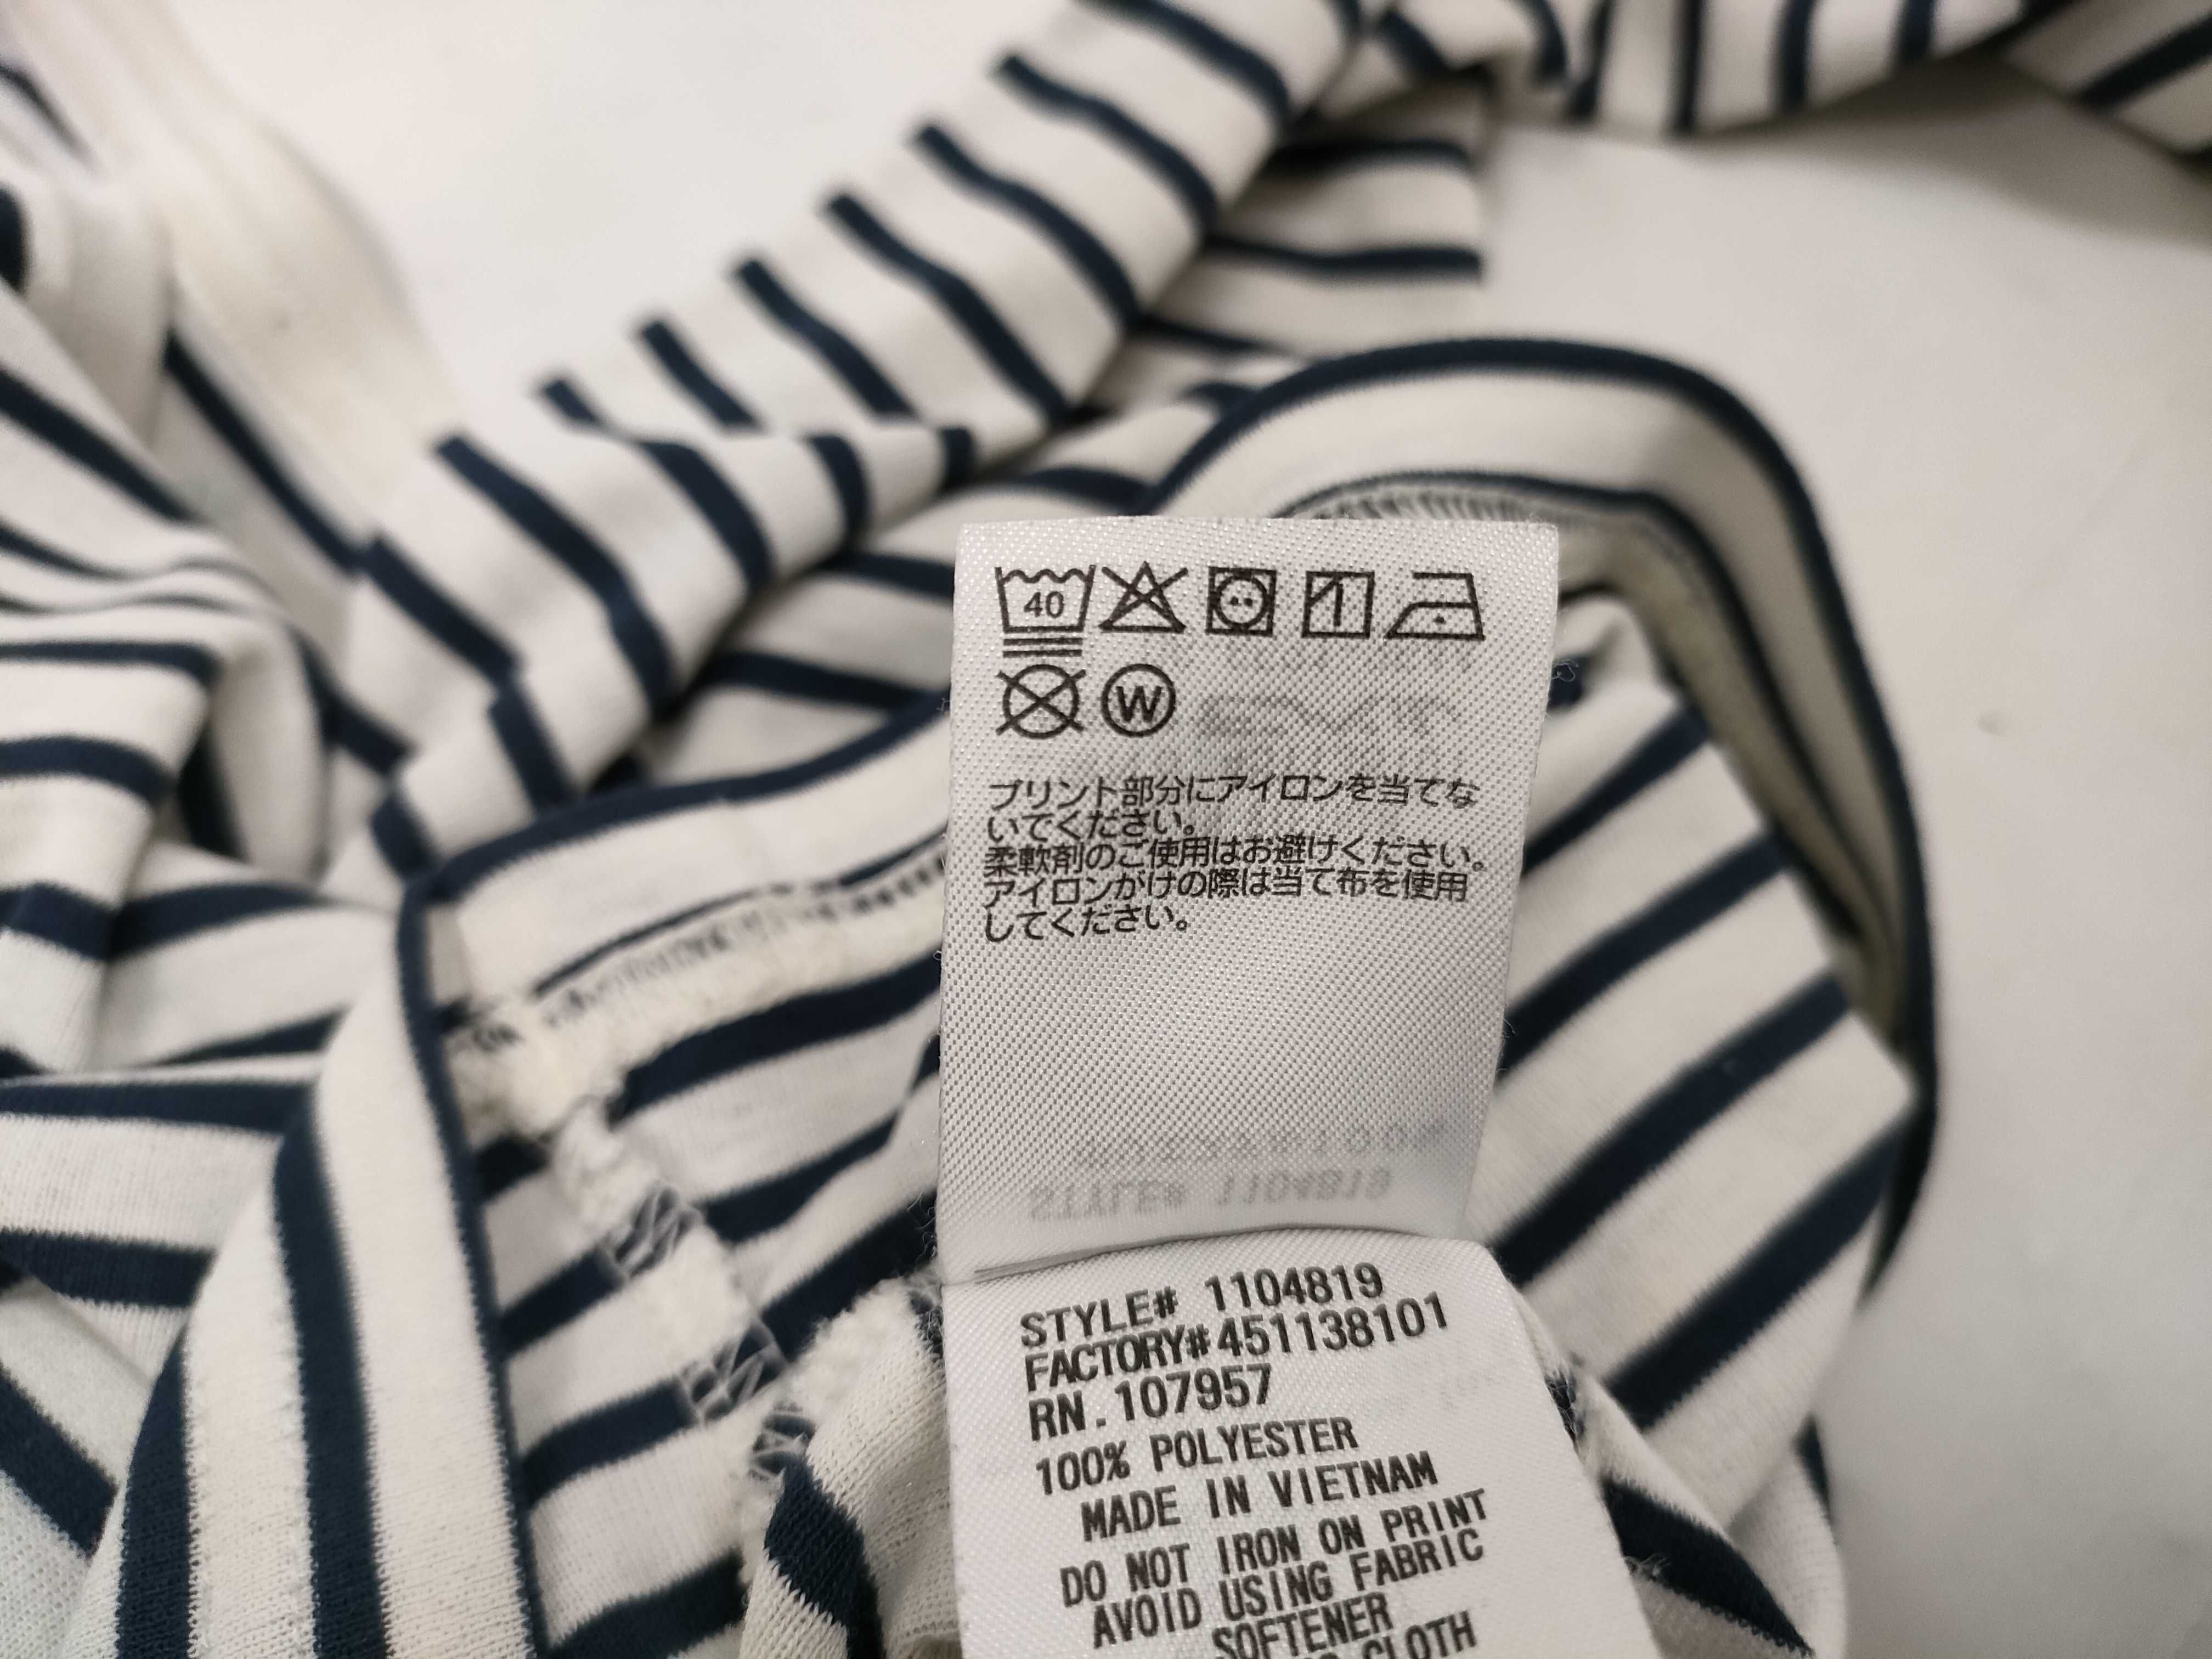 40
W
プリント部分にアイロンを当てな
いでください。
柔軟剤のご使用はお避けください。
アイロンがけの際は当て布を使用
してください。
STYLE# 1104819
FACTORY#451138101
RN.107957
100% POLYESTER
MADE IN VIETNAM
DO NOT IRON ON PRINT
AVOID USING FABRIC
SOFTENER
CLOTH